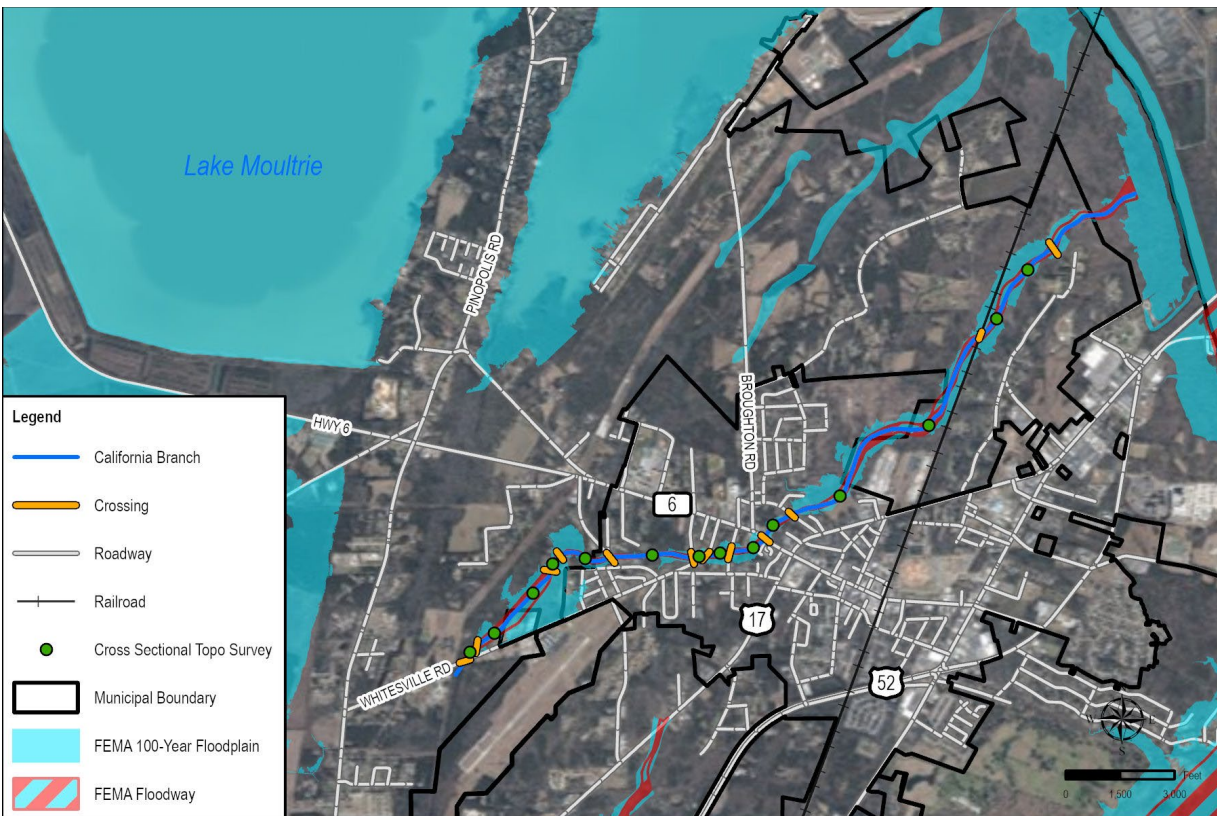 Lake Moultrie
PINOPOLIS RD
HWY 6
BROUGHTON RD
6
WHITESVILLE RD
17
52
Legend
California Branch
Crossing
Roadway
Railroad
Cross Sectional Topo Survey
Municipal Boundary
FEMA 100-Year Floodplain
FEMA Floodway
S
Feet
0 1,500 3,000